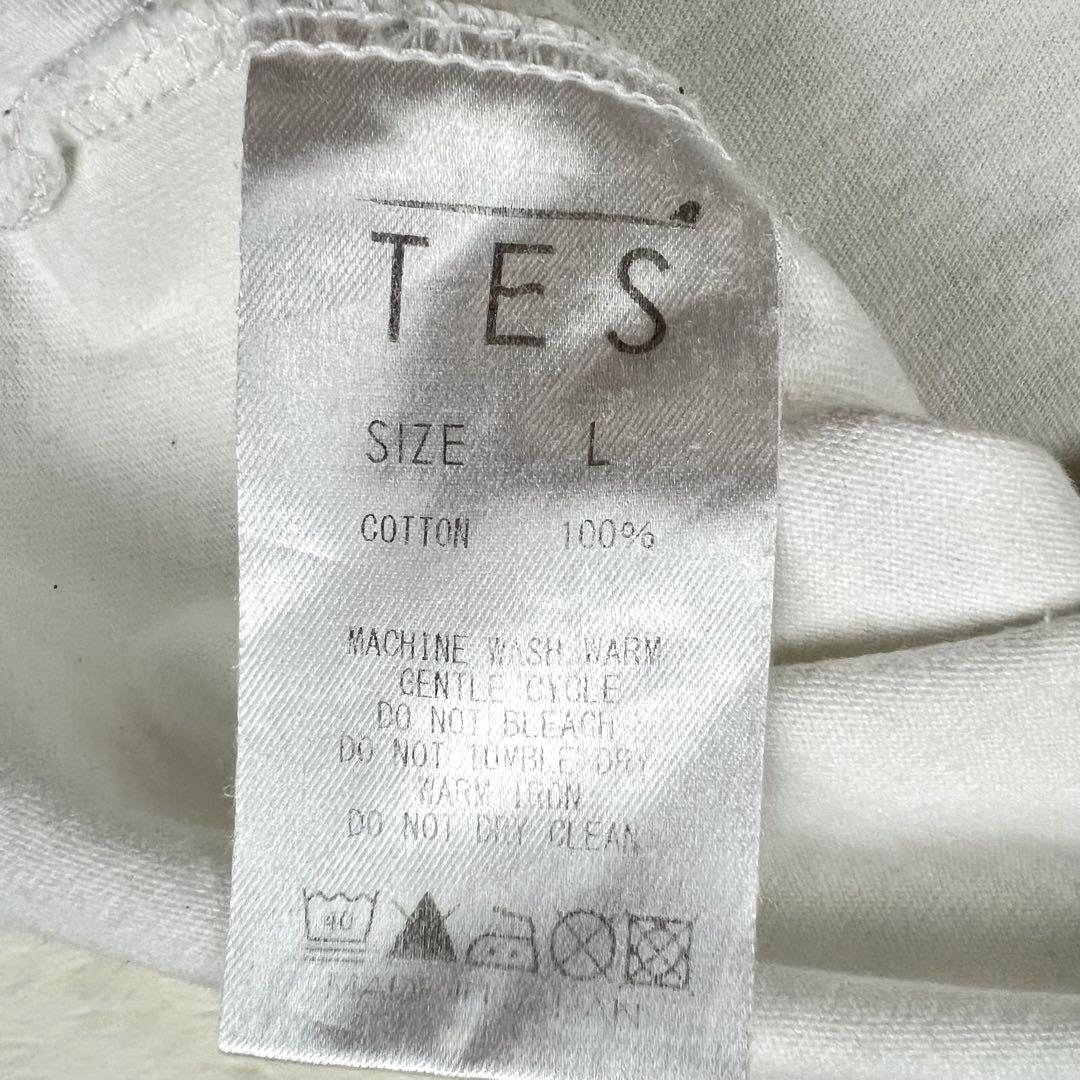 TES
SIZE L
COTTON 100%
MACHINE WASH WARM
GENTLE CYCLE
DO NOT BLEACH
DO NOT TUMBLE DRY
WARM IRON
DO NOT DRY CLEAN
40